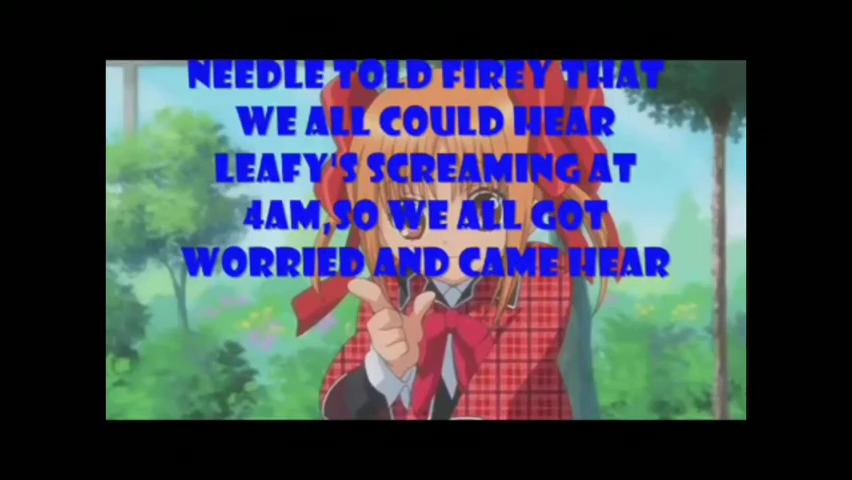 NEEDLE TOLD FIREY THAT
WE ALL COULD HEAR
LEAFY'S SCREAMING AT
4AM,SO WE ALL GOT
WORRIED AND CAME HEAR